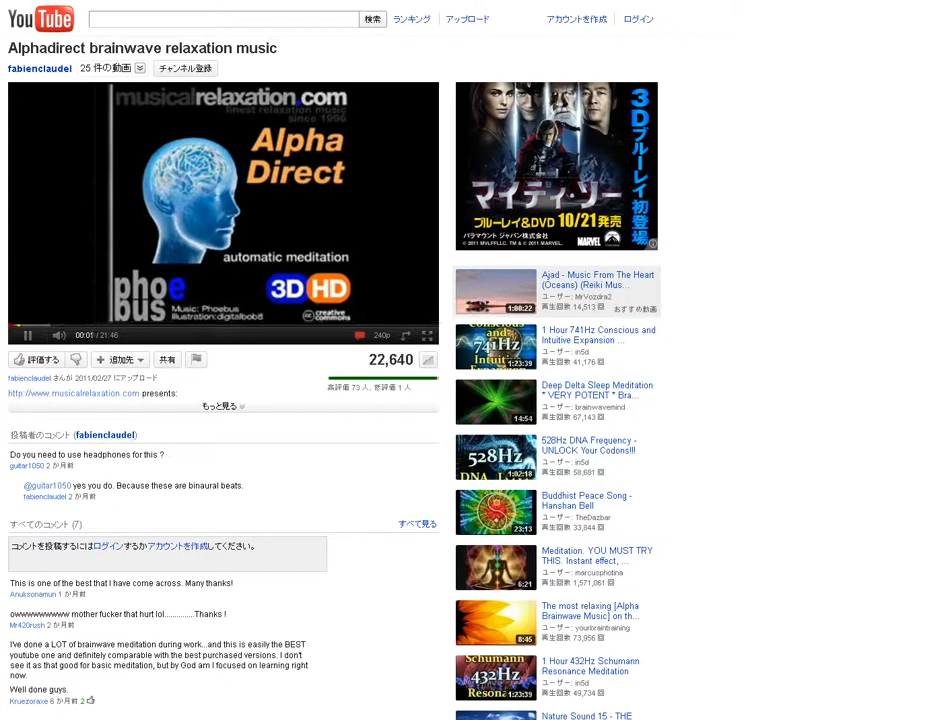 YouTube
検索
ランキング
アップロード
アカウントを作成
ログイン
Alphadirect brainwave relaxation music
fabienclaudel 25 件の動画 チャンネル登録
musicalrelaxation.com
finest relaxation music
since 1996
Alpha
Direct
automatic meditation
phoebus
3D HD
Music: Phoebus
Illustration:digitalbob8
cc creative commons
00:01 / 21:46
240p
評価する
追加先
共有
22,640
fabienclaudel さんが 2011/02/27 にアップロード
高評価 73 人, 低評価 1 人
http://www.musicalrelaxation.com presents:
もっと見る
投稿者のコメント (fabienclaudel)
Do you need to use headphones for this ?
guitar1050 2 か月前
@guitar1050 yes you do. Because these are binaural beats.
fabienclaudel 2 か月前
すべてのコメント (7)
すべて見る
コメントを投稿するにはログインするかアカウントを作成してください。
This is one of the best that I have come across. Many thanks!
Anuksonamun 1 か月前
owwwwwwwww mother fucker that hurt lol..............Thanks !
Mr420rush 2 か月前
I've done a LOT of brainwave meditation during work...and this is easily the BEST
youtube one and definitely comparable with the best purchased versions. I don't
see it as that good for basic meditation, but by God am I focused on learning right
now.
Well done guys.
Kruezoraxe 6 か月前 2
3Dブルーレイ初登場
マイティ・ソー
ブルーレイ&DVD 10/21発売
パラマウント ジャパン株式会社
© 2011 MVLFFLLC. TM & © 2011 MARVEL.
MARVEL
1:00:22
Ajad - Music From The Heart
(Oceans) (Reiki Mus...
ユーザー: MrVozdra2
再生回数 14,513 回
おすすめ動画
Conscious
and
741Hz
Intuitive
Expansion
1:23:39
1 Hour 741Hz Conscious and
Intuitive Expansion ...
ユーザー: in5d
再生回数 41,176 回
14:54
Deep Delta Sleep Meditation
* VERY POTENT * Bra...
ユーザー: brainwavemind
再生回数 67,143 回
528Hz
1:02:18
528Hz DNA Frequency -
UNLOCK Your Codons!!!
ユーザー: in5d
再生回数 58,681 回
23:13
Buddhist Peace Song -
Hanshan Bell
ユーザー: TheDazbar
再生回数 33,844 回
6:21
Meditation. YOU MUST TRY
THIS. Instant effect, ...
ユーザー: marcusphotina
再生回数 1,571,061 回
8:45
The most relaxing [Alpha
Brainwave Music] on th...
ユーザー: yourbraintraining
再生回数 73,956 回
Schumann
432Hz
1:23:39
1 Hour 432Hz Schumann
Resonance Meditation
ユーザー: in5d
再生回数 49,734 回
Nature Sound 15 - THE